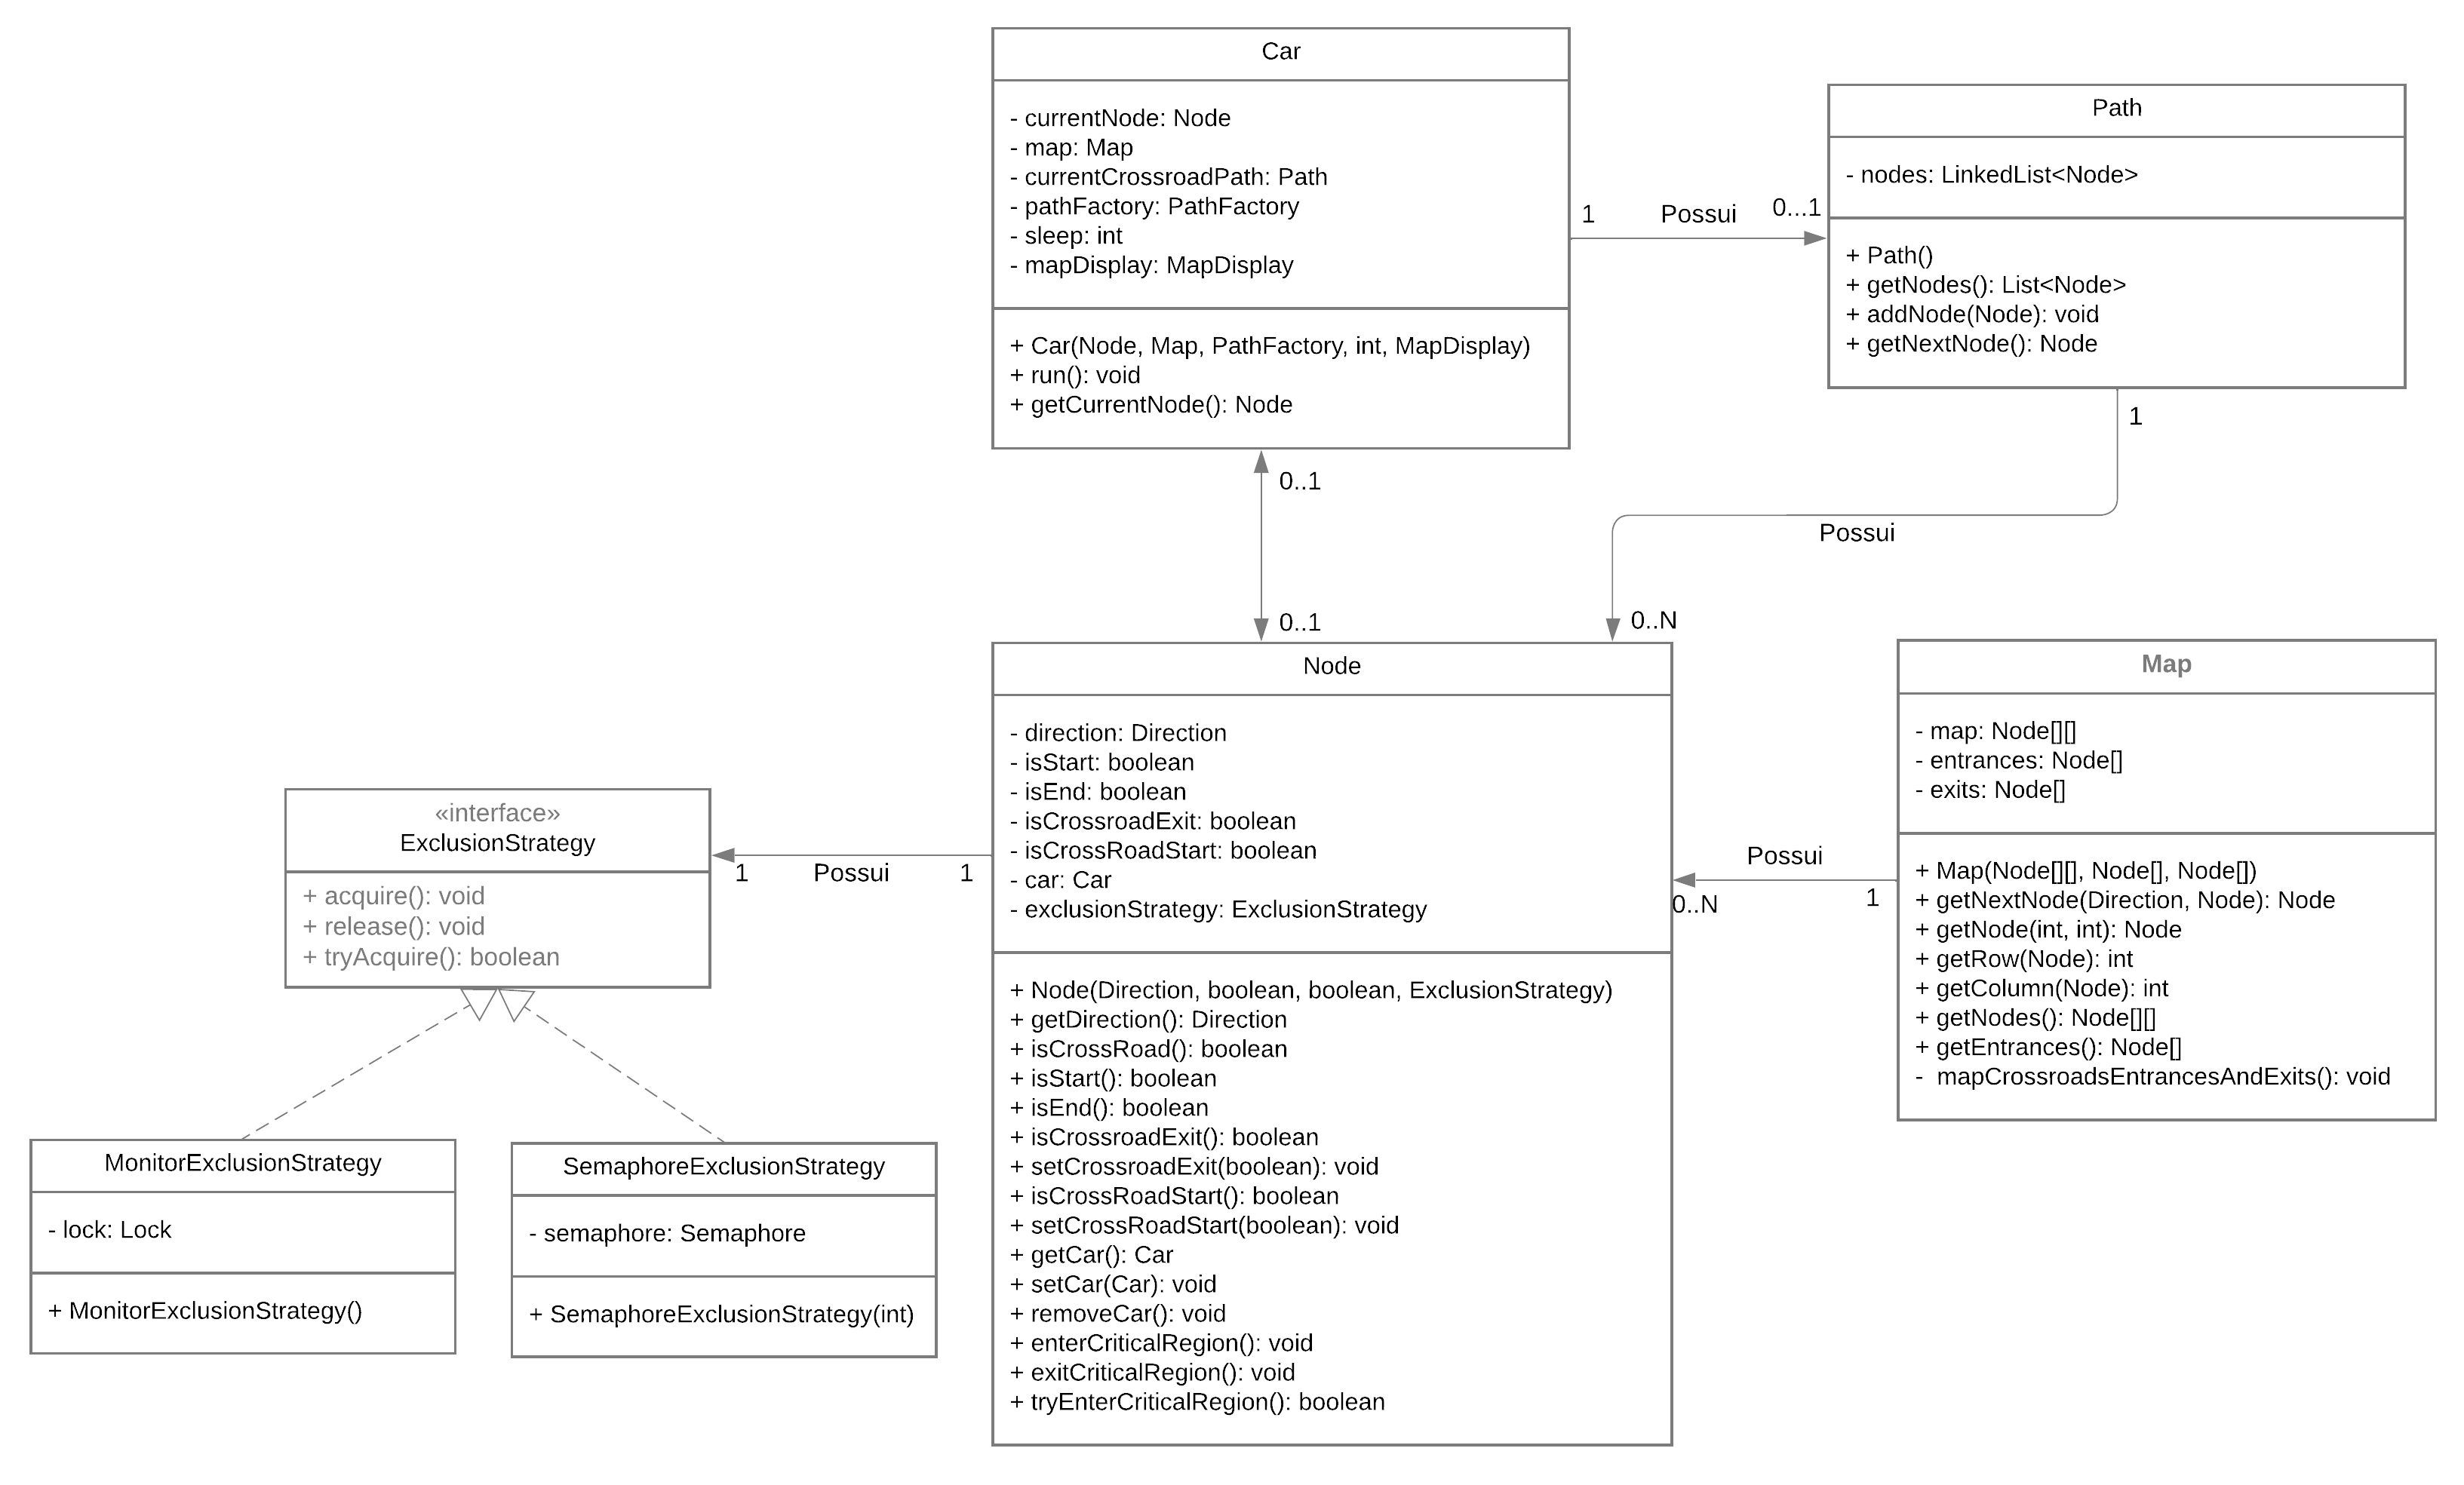 Car
- currentNode: Node
- map: Map
- currentCrossroadPath: Path
- pathFactory: PathFactory
- sleep: int
- mapDisplay: MapDisplay
+ Car(Node, Map, PathFactory, int, MapDisplay)
+ run(): void
+ getCurrentNode(): Node
1
Possui
0...1
Path
- nodes: LinkedList<Node>
+ Path()
+ getNodes(): List<Node>
+ addNode(Node): void
+ getNextNode(): Node
1
Possui
0..N
0..1
0..1
Node
- direction: Direction
- isStart: boolean
- isEnd: boolean
- isCrossroadExit: boolean
- isCrossRoadStart: boolean
- car: Car
- exclusionStrategy: ExclusionStrategy
+ Node(Direction, boolean, boolean, ExclusionStrategy)
+ getDirection(): Direction
+ isCrossRoad(): boolean
+ isStart(): boolean
+ isEnd(): boolean
+ isCrossroadExit(): boolean
+ setCrossroadExit(boolean): void
+ isCrossRoadStart(): boolean
+ setCrossRoadStart(boolean): void
+ getCar(): Car
+ setCar(Car): void
+ removeCar(): void
+ enterCriticalRegion(): void
+ exitCriticalRegion(): void
+ tryEnterCriticalRegion(): boolean
Map
- map: Node[][]
- entrances: Node[]
- exits: Node[]
+ Map(Node[][], Node[], Node[])
+ getNextNode(Direction, Node): Node
+ getNode(int, int): Node
+ getRow(Node): int
+ getColumn(Node): int
+ getNodes(): Node[][]
+ getEntrances(): Node[]
-  mapCrossroadsEntrancesAndExits(): void
Possui
0..N
1
«interface»
ExclusionStrategy
+ acquire(): void
+ release(): void
+ tryAcquire(): boolean
1
Possui
1
MonitorExclusionStrategy
- lock: Lock
+ MonitorExclusionStrategy()
SemaphoreExclusionStrategy
- semaphore: Semaphore
+ SemaphoreExclusionStrategy(int)